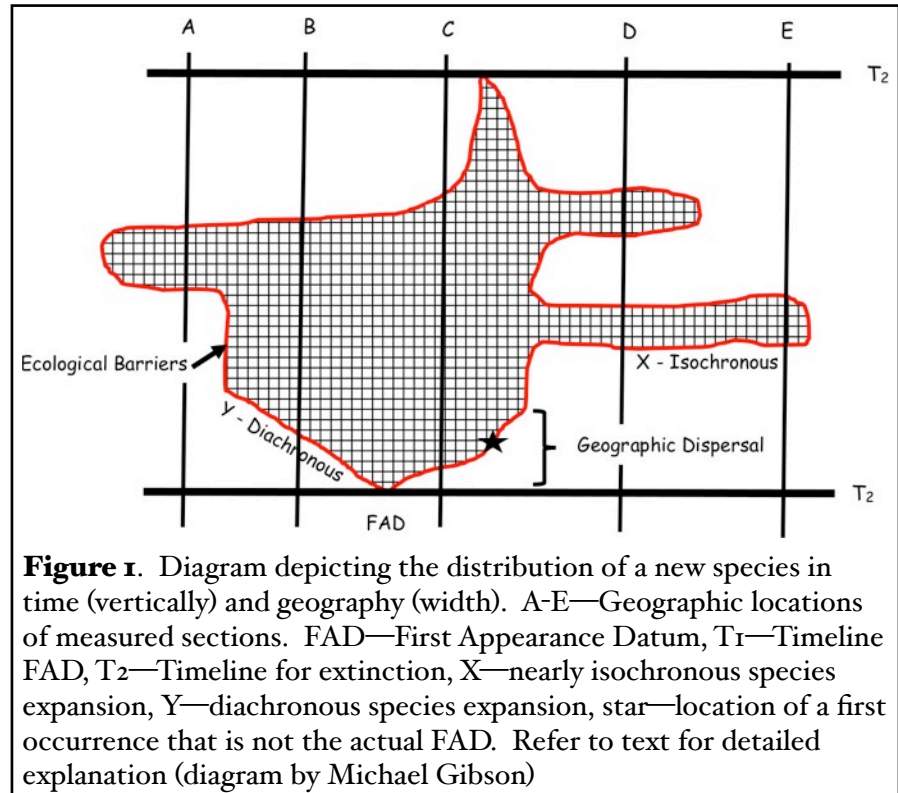 A B C D E
T2
Ecological Barriers
X - Isochronous
Y - Diachronous
Geographic Dispersal
T2
FAD
Figure 1. Diagram depicting the distribution of a new species in
time (vertically) and geography (width). A-E—Geographic locations
of measured sections. FAD—First Appearance Datum, T1—Timeline
FAD, T2—Timeline for extinction, X—nearly isochronous species
expansion, Y—diachronous species expansion, star—location of a first
occurrence that is not the actual FAD. Refer to text for detailed
explanation (diagram by Michael Gibson)